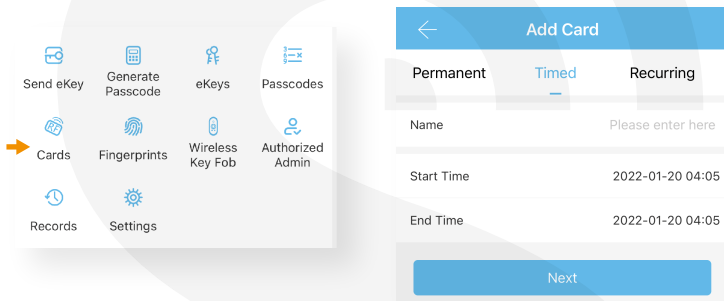 Send eKey
Generate
Passcode
eKeys
Passcodes
RF
Cards
Fingerprints
Wireless
Key Fob
Authorized
Admin
Records
Settings
Add Card
Permanent
Timed
Recurring
Name
Please enter here
Start Time
2022-01-20 04:05
End Time
2022-01-20 04:05
Next